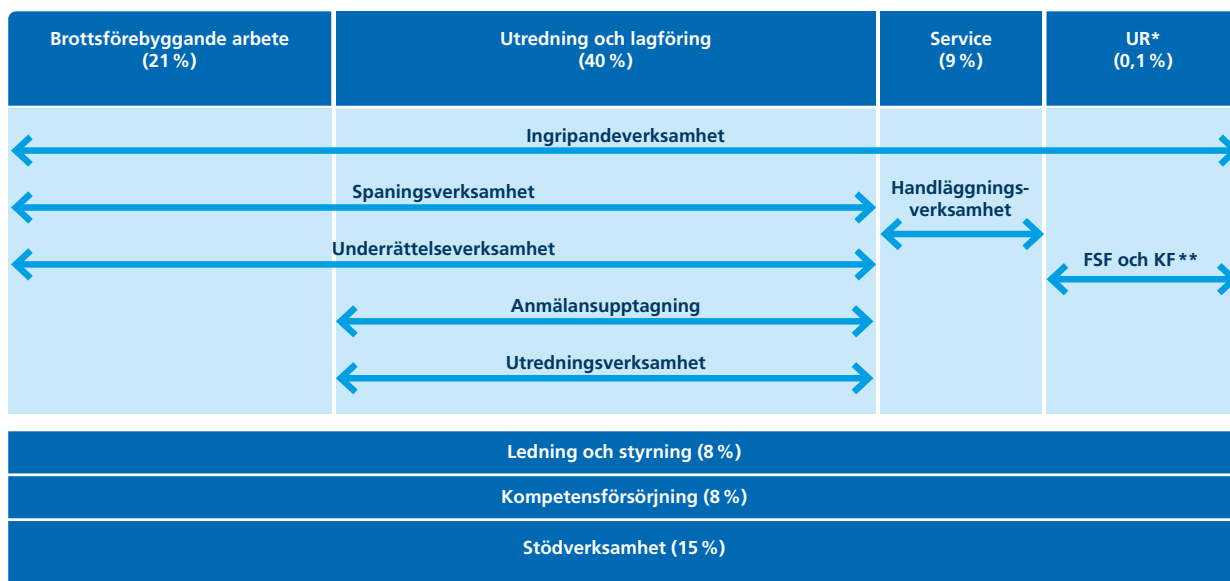 Brottsförebyggande arbete
(21 %)
Utredning och lagföring
(40 %)
Service
(9 %)
UR*
(0,1 %)
Ingripandeverksamhet
Spaningsverksamhet
Handläggnings-
verksamhet
Underrättelseverksamhet
FSF och KF**
Anmälansupptagning
Utredningsverksamhet
Ledning och styrning (8 %)
Kompetensförsörjning (8 %)
Stödverksamhet (15 %)